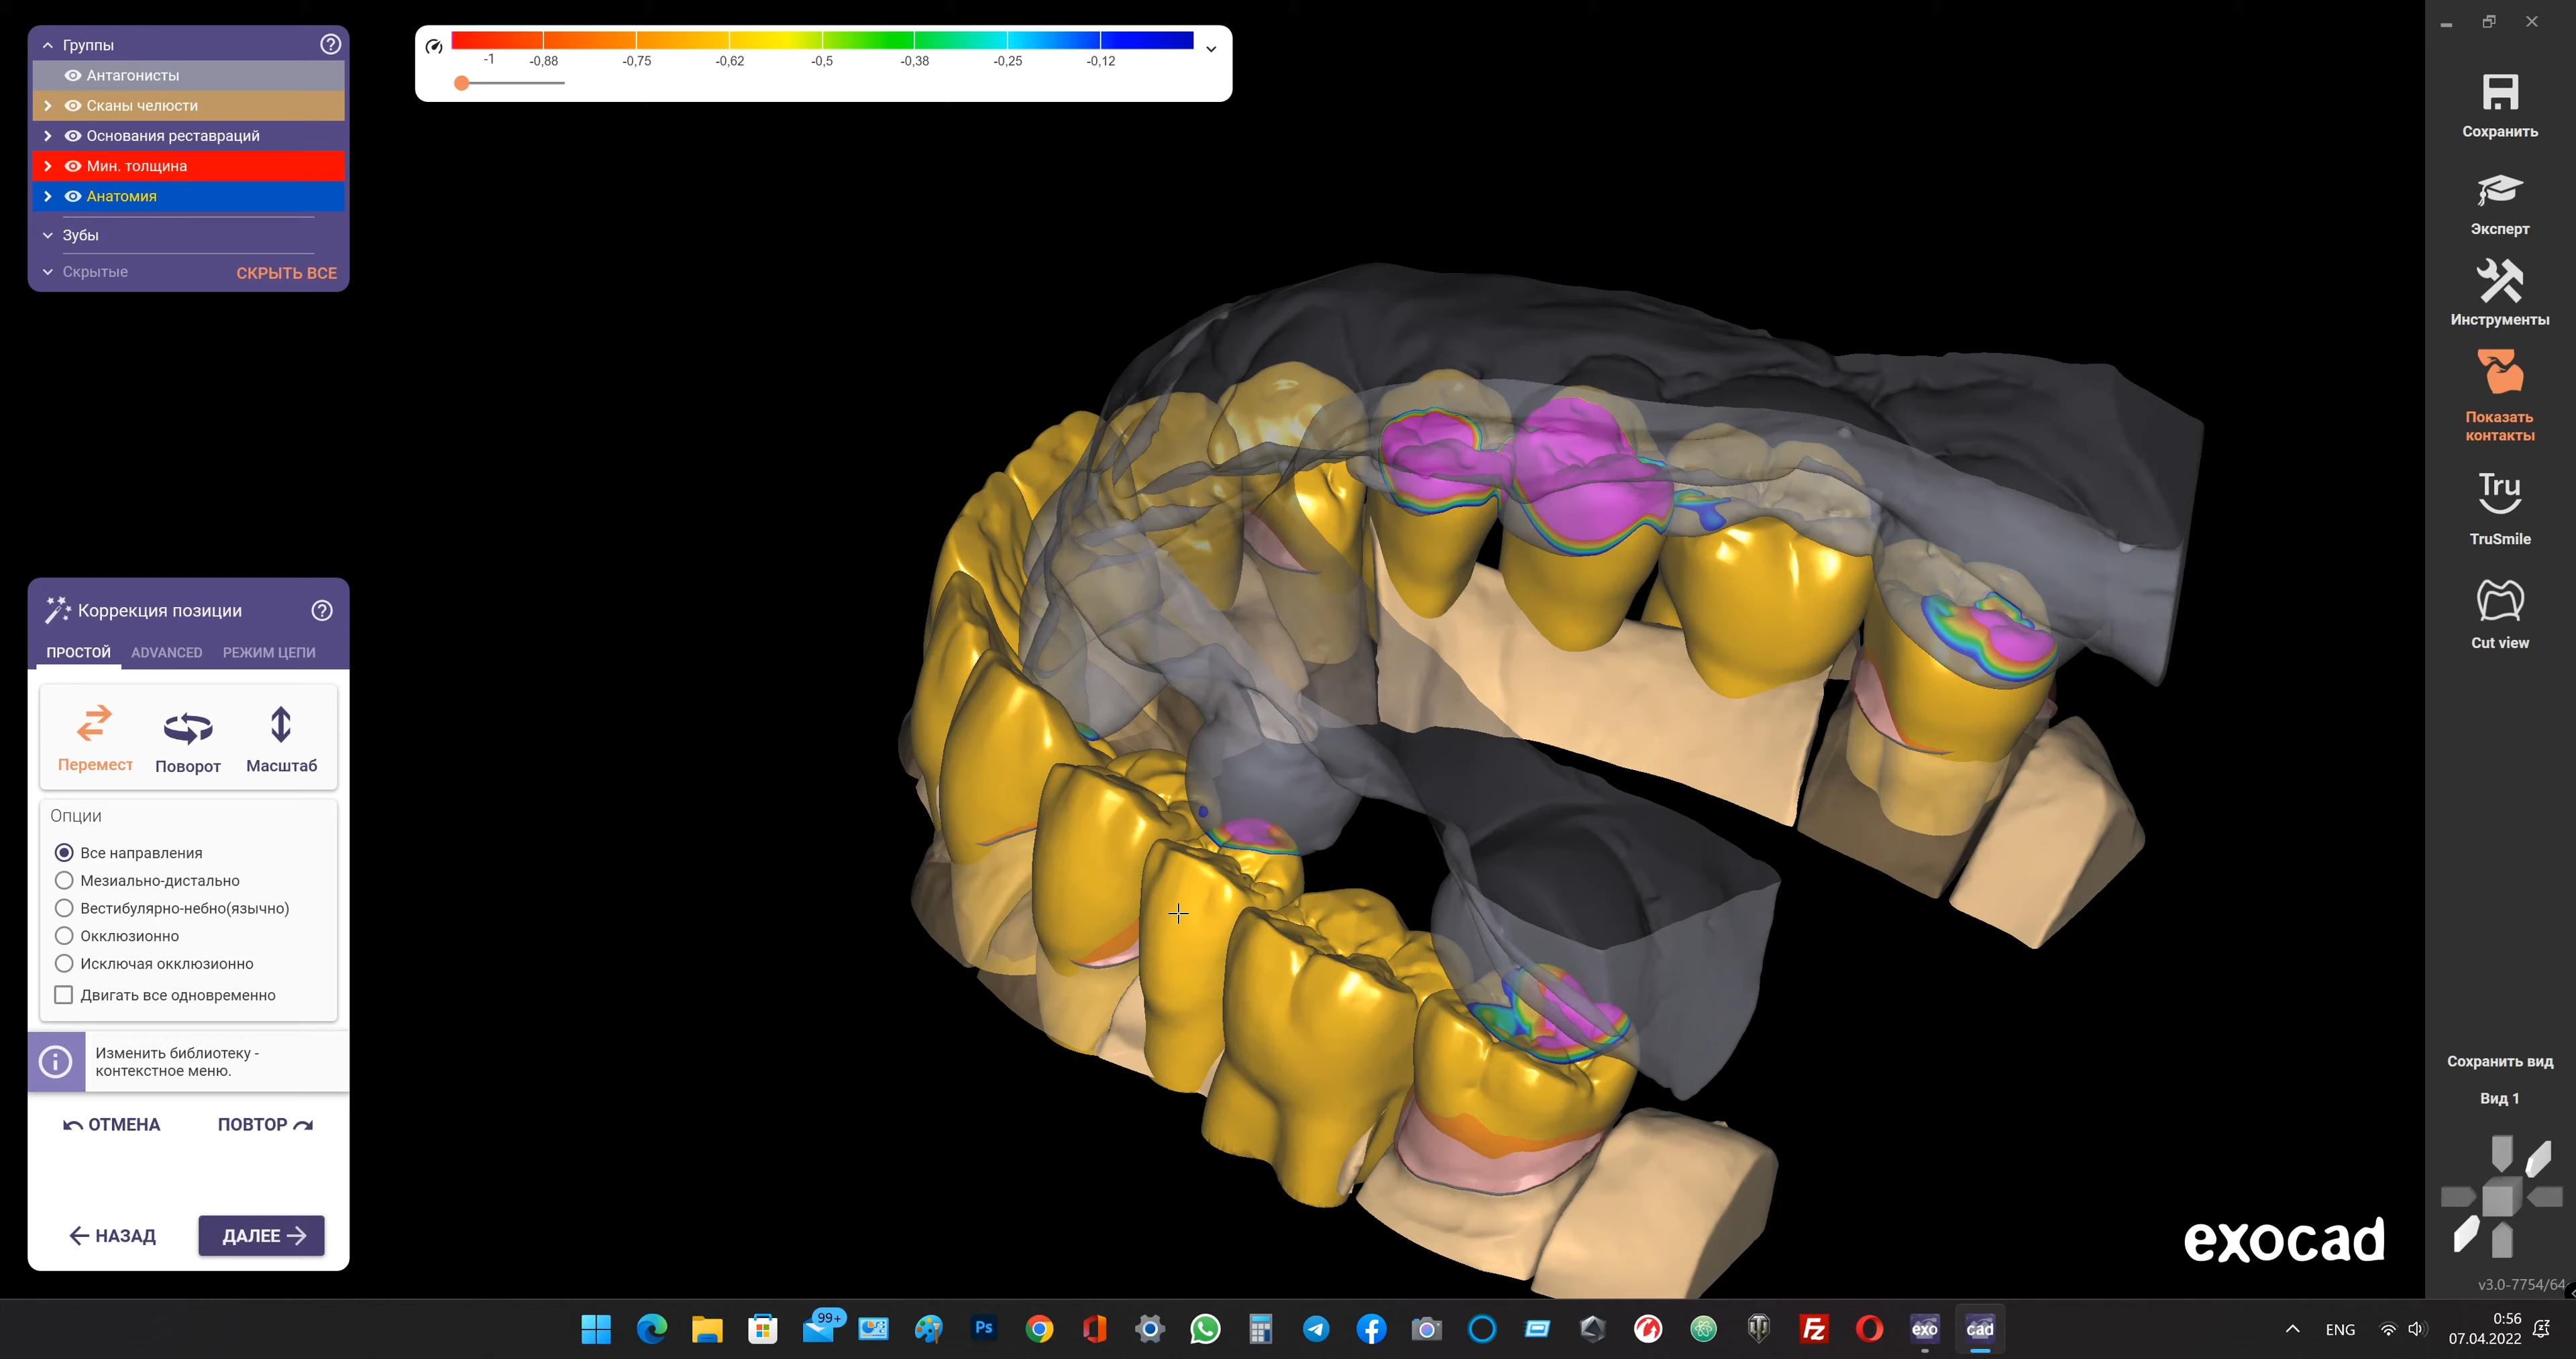 Группы
Антагонисты
Сканы челюсти
Основания реставраций
Мин. толщина
Анатомия
Зубы
Скрытые СКРЫТЬ ВСЕ
-1 -0,88 -0,75 -0,62 -0,5 -0,38 -0,25 -0,12
Коррекция позиции
ПРОСТОЙ ADVANCED РЕЖИМ ЦЕПИ
Перемест Поворот Масштаб
Опции
Все направления
Мезиально-дистально
Вестибулярно-небно(язычно)
Окклюзионно
Исключая окклюзионно
Двигать все одновременно
Изменить библиотеку -
контекстное меню.
ОТМЕНА ПОВТОР
НАЗАД ДАЛЕЕ
Сохранить
Эксперт
Инструменты
Показать
контакты
Tru
TruSmile
Cut view
Сохранить вид
Вид 1
exocad
v3.0-7754/64
99+
Ps
Fz
exo
cad
ENG
0:56
07.04.2022